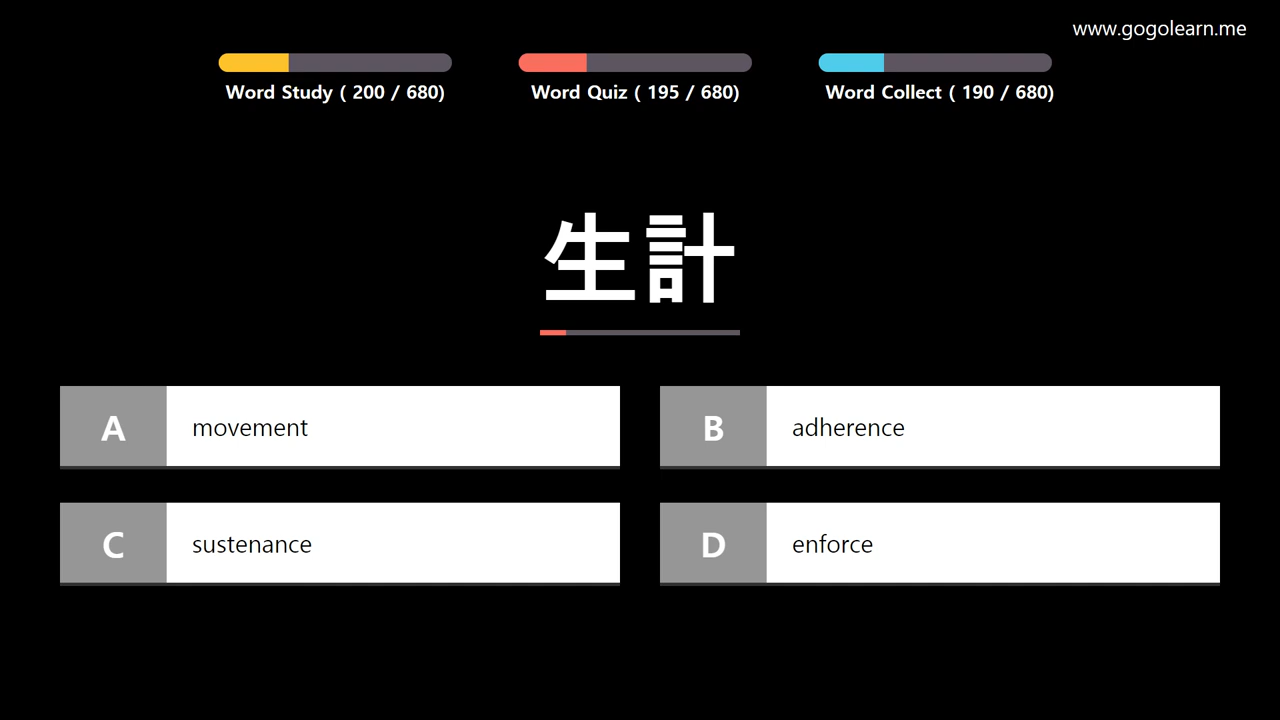 www.gogolearn.me
Word Study ( 200 / 680)
Word Quiz ( 195 / 680)
Word Collect ( 190 / 680)
生計
A movement
B adherence
C sustenance
D enforce